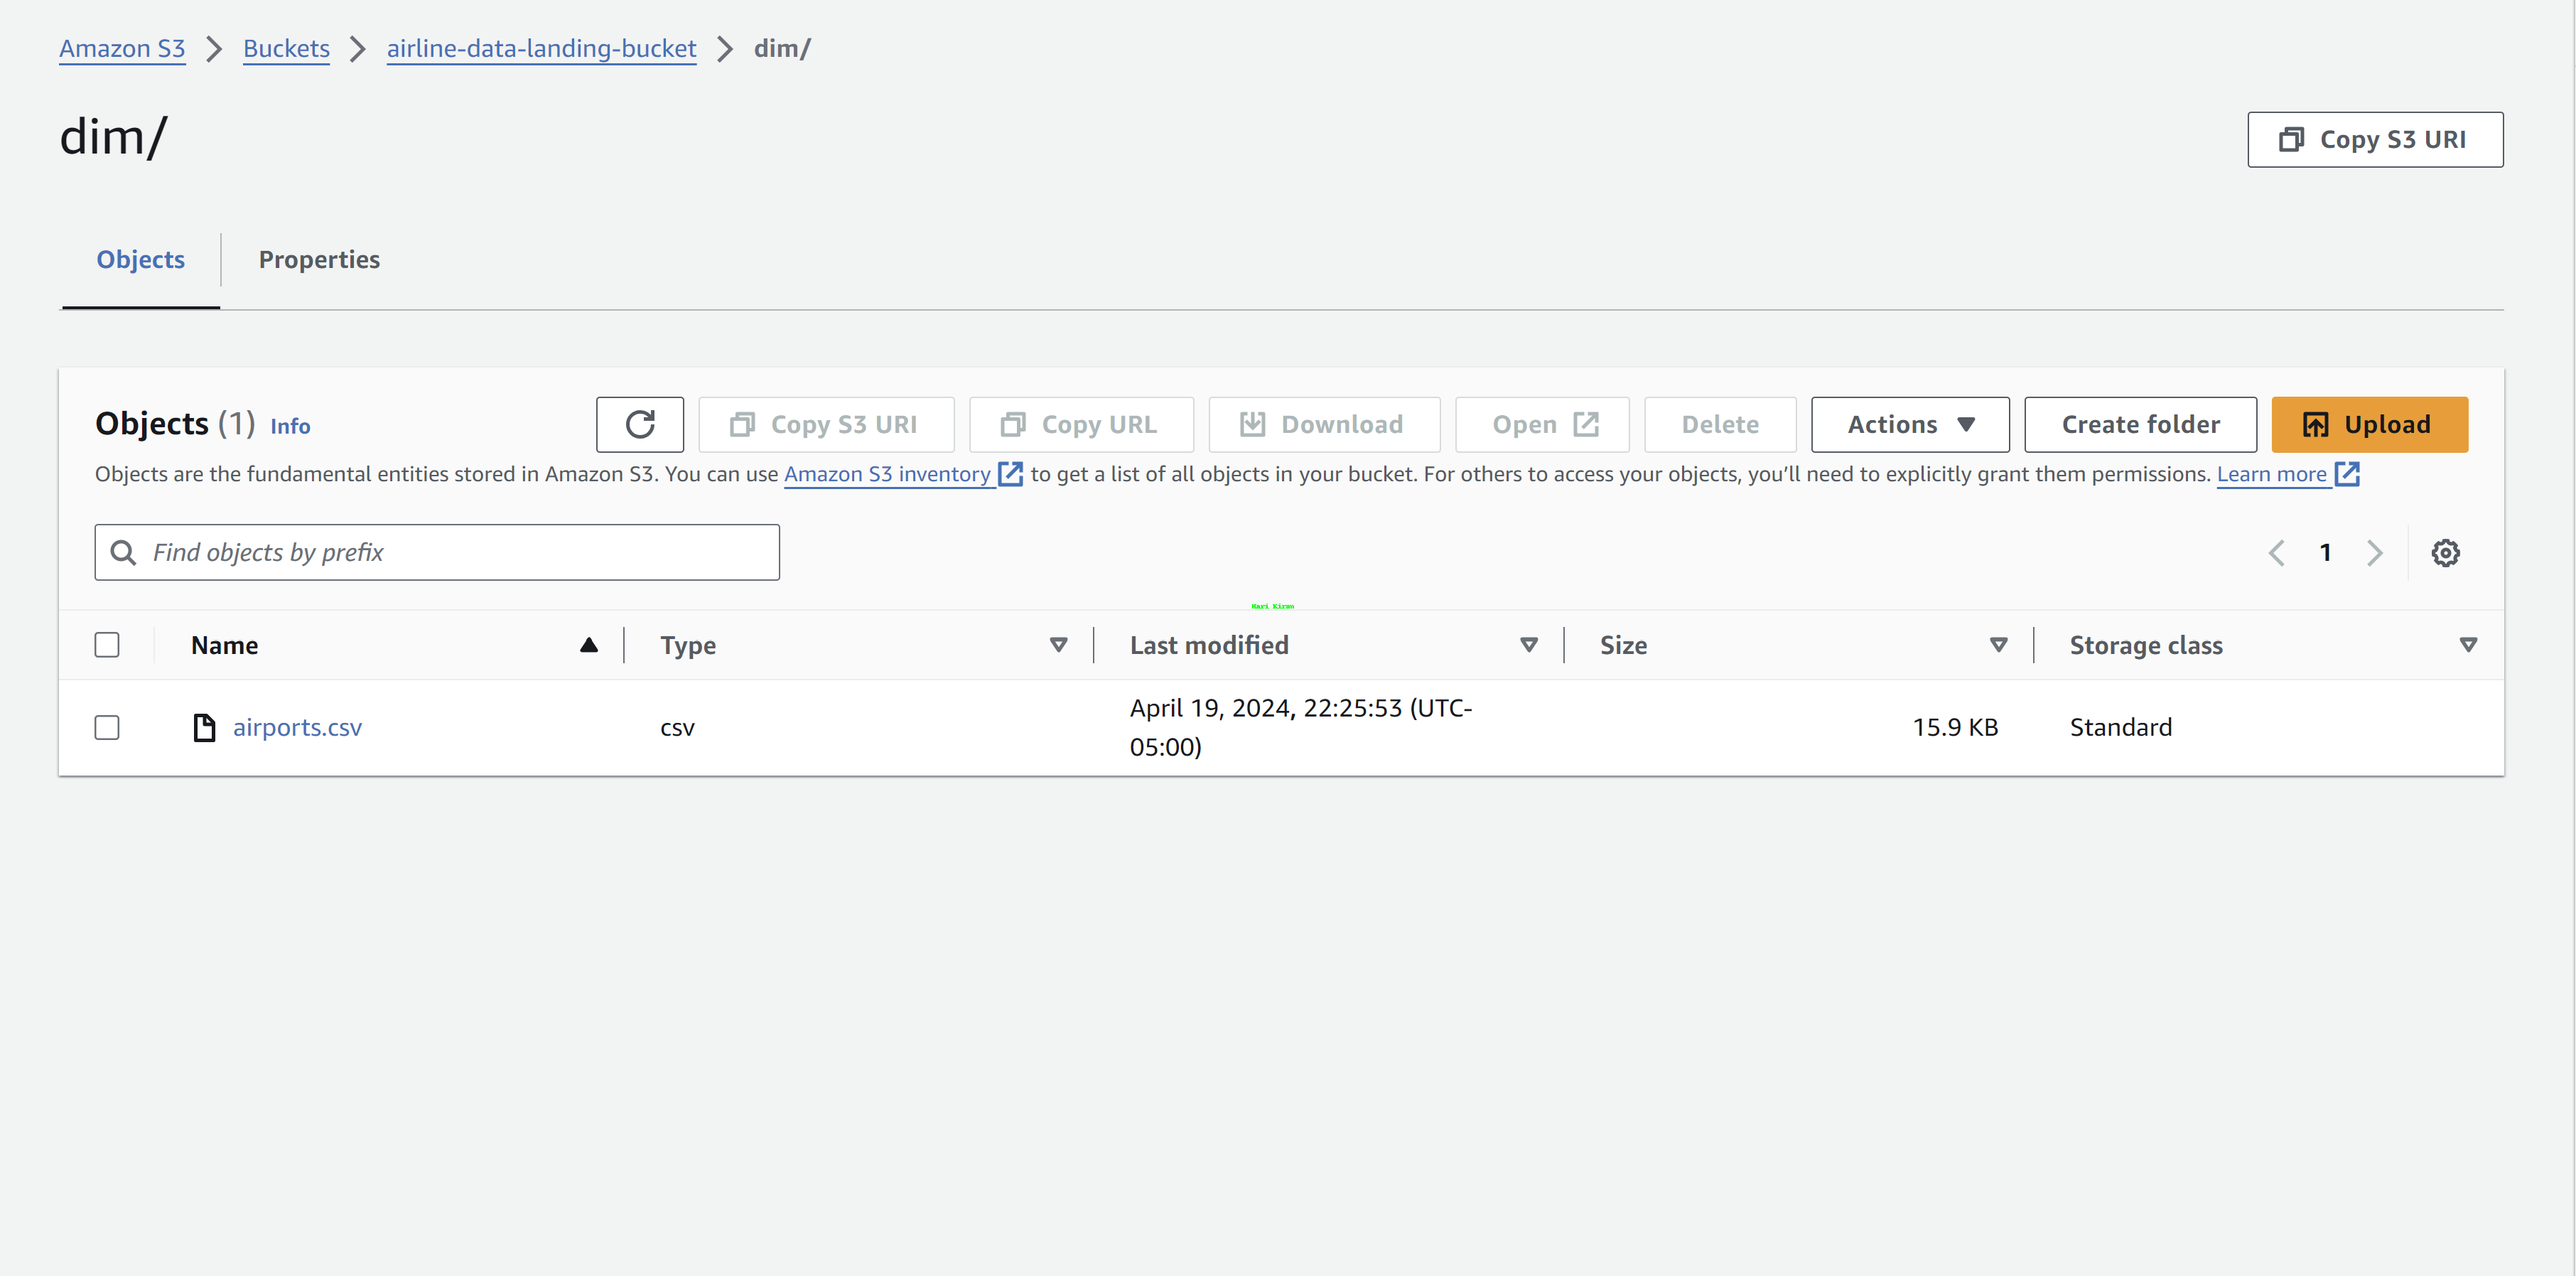 Amazon S3 > Buckets > airline-data-landing-bucket > dim/
dim/
Copy S3 URI
Objects
Properties
Objects (1) Info
Copy S3 URI
Copy URL
Download
Open
Delete
Actions
Create folder
Upload
Objects are the fundamental entities stored in Amazon S3. You can use Amazon S3 inventory to get a list of all objects in your bucket. For others to access your objects, you’ll need to explicitly grant them permissions. Learn more
Find objects by prefix
1
Name Type Last modified Size Storage class
airports.csv csv April 19, 2024, 22:25:53 (UTC-
05:00) 15.9 KB Standard